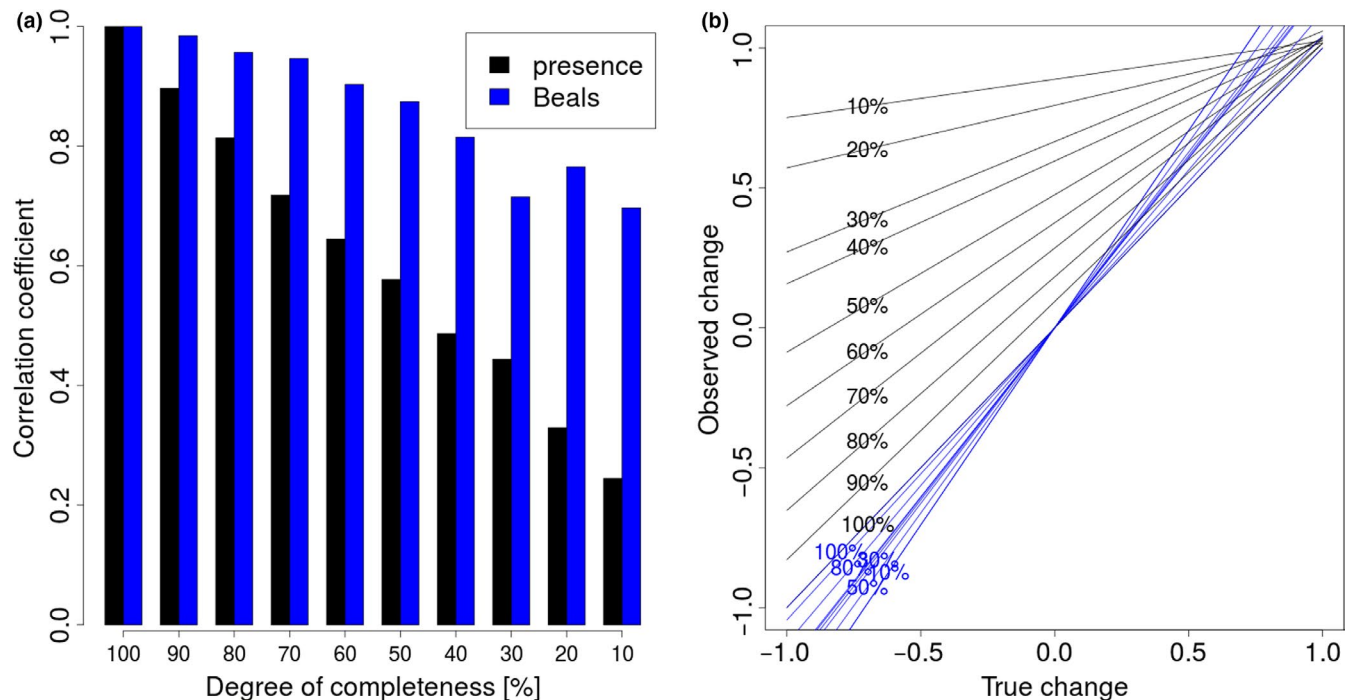 (a)
1.0
0.8
0.6
0.4
0.2
0.0
Correlation coefficient
presence
Beals
100 90 80 70 60 50 40 30 20 10
Degree of completeness [%]
(b)
1.0
0.5
0.0
−0.5
−1.0
Observed change
10%
20%
30%
40%
50%
60%
70%
80%
90%
100%
100%
30%
80%
10%
50%
−1.0 −0.5 0.0 0.5 1.0
True change